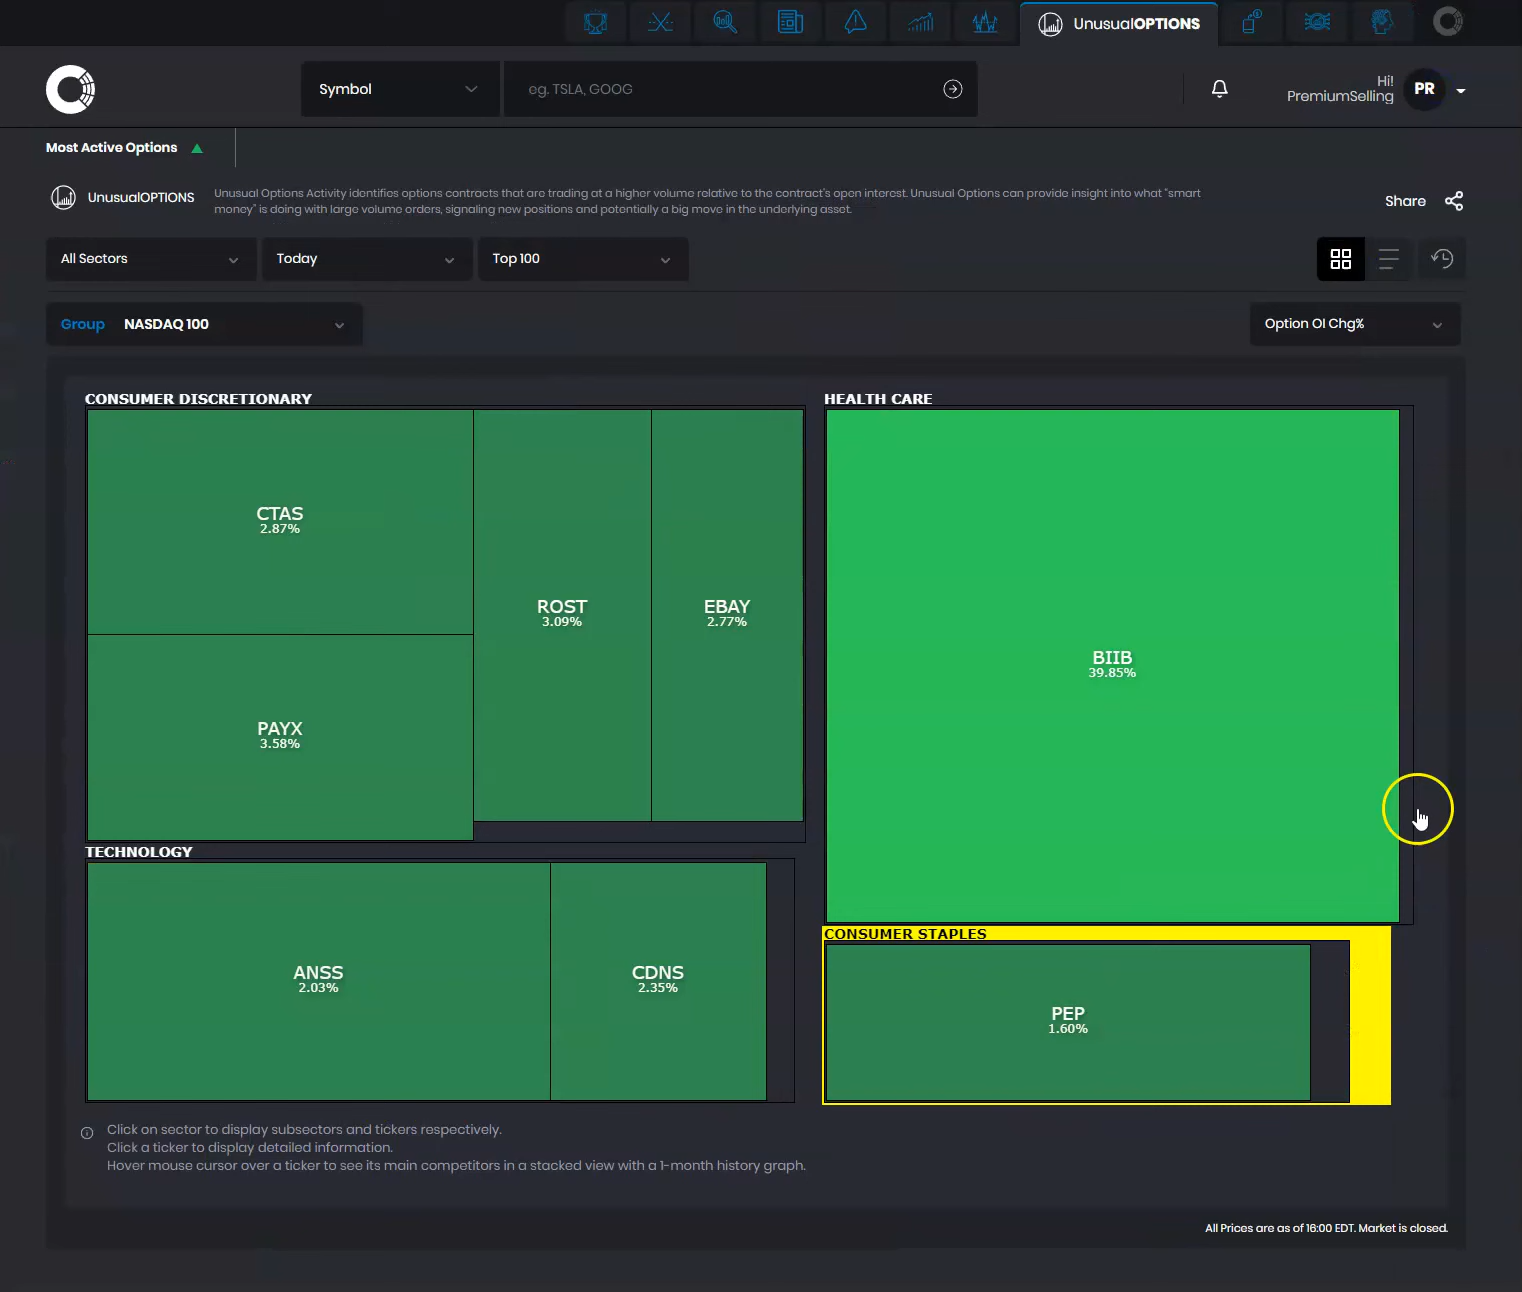 UnusualOPTIONS
Symbol
eg. TSLA, GOOG
Hi!
PremiumSelling
PR
Most Active Options
UnusualOPTIONS
Unusual Options Activity identifies options contracts that are trading at a higher volume relative to the contract's open interest. Unusual Options can provide insight into what "smart
money" is doing with large volume orders, signaling new positions and potentially a big move in the underlying asset.
Share
All Sectors
Today
Top 100
Group NASDAQ 100
Option OI Chg%
CONSUMER DISCRETIONARY
CTAS
2.87%
PAYX
3.58%
ROST
3.09%
EBAY
2.77%
HEALTH CARE
BIIB
39.85%
TECHNOLOGY
ANSS
2.03%
CDNS
2.35%
CONSUMER STAPLES
PEP
1.60%
Click on sector to display subsectors and tickers respectively.
Click a ticker to display detailed information.
Hover mouse cursor over a ticker to see its main competitors in a stacked view with a 1-month history graph.
All Prices are as of 16:00 EDT. Market is closed.